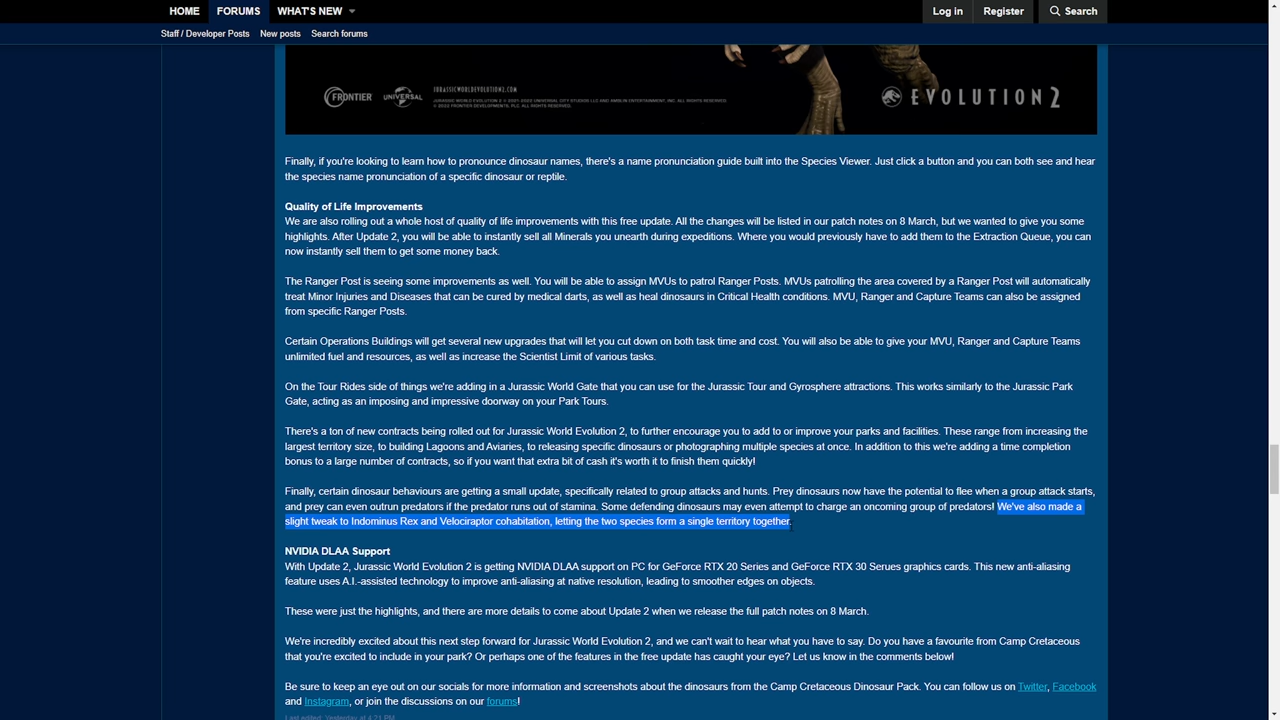 HOME FORUMS WHAT'S NEW Log in Register Search
Staff / Developer Posts New posts Search forums
FRONTIER UNIVERSAL JURASSICWORLDEVOLUTION2.COM EVOLUTION 2
Finally, if you're looking to learn how to pronounce dinosaur names, there's a name pronunciation guide built into the Species Viewer. Just click a button and you can both see and hear
the species name pronunciation of a specific dinosaur or reptile.
Quality of Life Improvements
We are also rolling out a whole host of quality of life improvements with this free update. All the changes will be listed in our patch notes on 8 March, but we wanted to give you some
highlights. After Update 2, you will be able to instantly sell all Minerals you unearth during expeditions. Where you would previously have to add them to the Extraction Queue, you can
now instantly sell them to get some money back.
The Ranger Post is seeing some improvements as well. You will be able to assign MVUs to patrol Ranger Posts. MVUs patrolling the area covered by a Ranger Post will automatically
treat Minor Injuries and Diseases that can be cured by medical darts, as well as heal dinosaurs in Critical Health conditions. MVU, Ranger and Capture Teams can also be assigned
from specific Ranger Posts.
Certain Operations Buildings will get several new upgrades that will let you cut down on both task time and cost. You will also be able to give your MVU, Ranger and Capture Teams
unlimited fuel and resources, as well as increase the Scientist Limit of various tasks.
On the Tour Rides side of things we're adding in a Jurassic World Gate that you can use for the Jurassic Tour and Gyrosphere attractions. This works similarly to the Jurassic Park
Gate, acting as an imposing and impressive doorway on your Park Tours.
There's a ton of new contracts being rolled out for Jurassic World Evolution 2, to further encourage you to add to or improve your parks and facilities. These range from increasing the
largest territory size, to building Lagoons and Aviaries, to releasing specific dinosaurs or photographing multiple species at once. In addition to this we're adding a time completion
bonus to a large number of contracts, so if you want that extra bit of cash it's worth it to finish them quickly!
Finally, certain dinosaur behaviours are getting a small update, specifically related to group attacks and hunts. Prey dinosaurs now have the potential to flee when a group attack starts,
and prey can even outrun predators if the predator runs out of stamina. Some defending dinosaurs may even attempt to charge an oncoming group of predators! We've also made a
slight tweak to Indominus Rex and Velociraptor cohabitation, letting the two species form a single territory together.
NVIDIA DLAA Support
With Update 2, Jurassic World Evolution 2 is getting NVIDIA DLAA support on PC for GeForce RTX 20 Series and GeForce RTX 30 Serues graphics cards. This new anti-aliasing
feature uses A.I.-assisted technology to improve anti-aliasing at native resolution, leading to smoother edges on objects.
These were just the highlights, and there are more details to come about Update 2 when we release the full patch notes on 8 March.
We're incredibly excited about this next step forward for Jurassic World Evolution 2, and we can't wait to hear what you have to say. Do you have a favourite from Camp Cretaceous
that you're excited to include in your park? Or perhaps one of the features in the free update has caught your eye? Let us know in the comments below!
Be sure to keep an eye out on our socials for more information and screenshots about the dinosaurs from the Camp Cretaceous Dinosaur Pack. You can follow us on Twitter, Facebook
and Instagram, or join the discussions on our forums!
Last edited: Yesterday at 4:21 PM